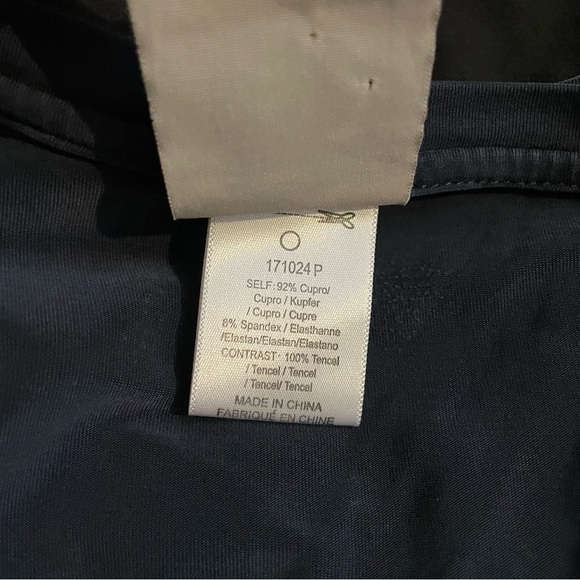 171024 P
SELF: 92% Cupro/
Cupro / Kupfer
/ Cupro / Cupre
8% Spandex / Elasthanne
/Elastan/Elastan/Elastano
CONTRAST: 100% Tencel
/ Tencel / Tencel
/ Tencel/ Tencel
MADE IN CHINA
FABRIQUÉ EN CHINE